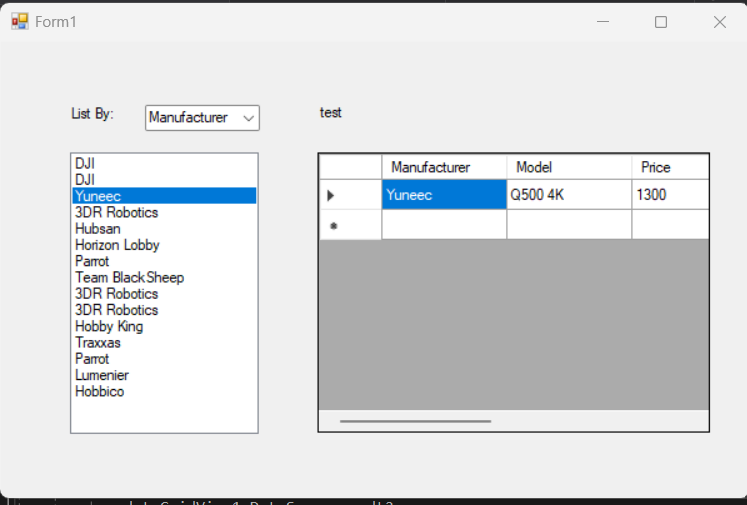 Form1
List By: Manufacturer
test
DJI
DJI
Yuneec
3DR Robotics
Hubsan
Horizon Lobby
Parrot
Team BlackSheep
3DR Robotics
3DR Robotics
Hobby King
Traxxas
Parrot
Lumenier
Hobbico
Manufacturer Model Price
Yuneec Q500 4K 1300